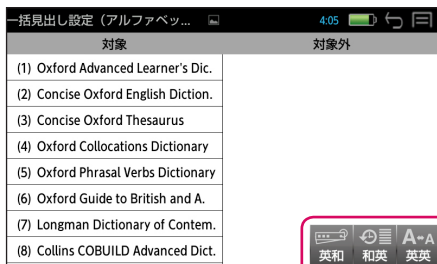 一括見出し設定（アルファベッ...
4:05
対象
対象外
(1) Oxford Advanced Learner's Dic.
(2) Concise Oxford English Diction.
(3) Concise Oxford Thesaurus
(4) Oxford Collocations Dictionary
(5) Oxford Phrasal Verbs Dictionary
(6) Oxford Guide to British and A.
(7) Longman Dictionary of Contem.
(8) Collins COBUILD Advanced Dict.
A↔A
英和 和英 英英